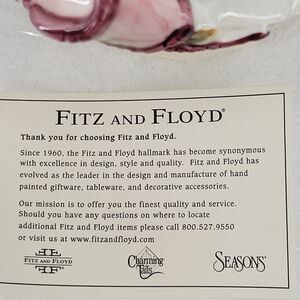 FITZ AND FLOYD®
Thank you for choosing Fitz and Floyd.
Since 1960, the Fitz and Floyd hallmark has become synonymous
with excellence in design, style and quality. Fitz and Floyd has
evolved as the leader in the design and manufacture of hand
painted giftware, tableware, and decorative accessories.
Our mission is to offer you the finest quality and service.
Should you have any questions on where to locate
additional Fitz and Floyd items please call 800.527.9550
or visit us at www.fitzandfloyd.com
FITZ AND FLOYD
FF
Charming
Tails
SEASONS